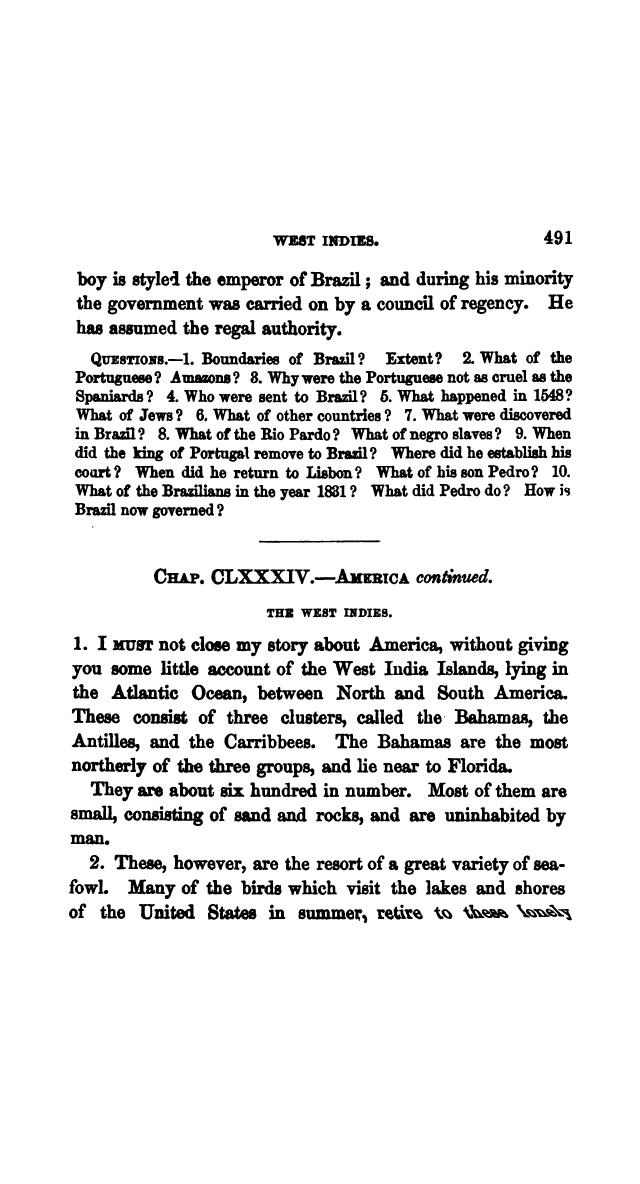 WEST INDIES. 491
boy is styled the emperor of Brazil; and during his minority
the government was carried on by a council of regency. He
has assumed the regal authority.
QUESTIONS.—1. Boundaries of Brazil? Extent? 2. What of the
Portuguese? Amazons? 3. Why were the Portuguese not as cruel as the
Spaniards? 4. Who were sent to Brazil? 5. What happened in 1548?
What of Jews? 6. What of other countries? 7. What were discovered
in Brazil? 8. What of the Rio Pardo? What of negro slaves? 9. When
did the king of Portugal remove to Brazil? Where did he establish his
court? When did he return to Lisbon? What of his son Pedro? 10.
What of the Brazilians in the year 1831? What did Pedro do? How is
Brazil now governed?
CHAP. CLXXXIV.—AMERICA continued.
THE WEST INDIES.
1. I MUST not close my story about America, without giving
you some little account of the West India Islands, lying in
the Atlantic Ocean, between North and South America.
These consist of three clusters, called the Bahamas, the
Antilles, and the Carribbees. The Bahamas are the most
northerly of the three groups, and lie near to Florida.
They are about six hundred in number. Most of them are
small, consisting of sand and rocks, and are uninhabited by
man.
2. These, however, are the resort of a great variety of sea-
fowl. Many of the birds which visit the lakes and shores
of the United States in summer, retire to these lonely